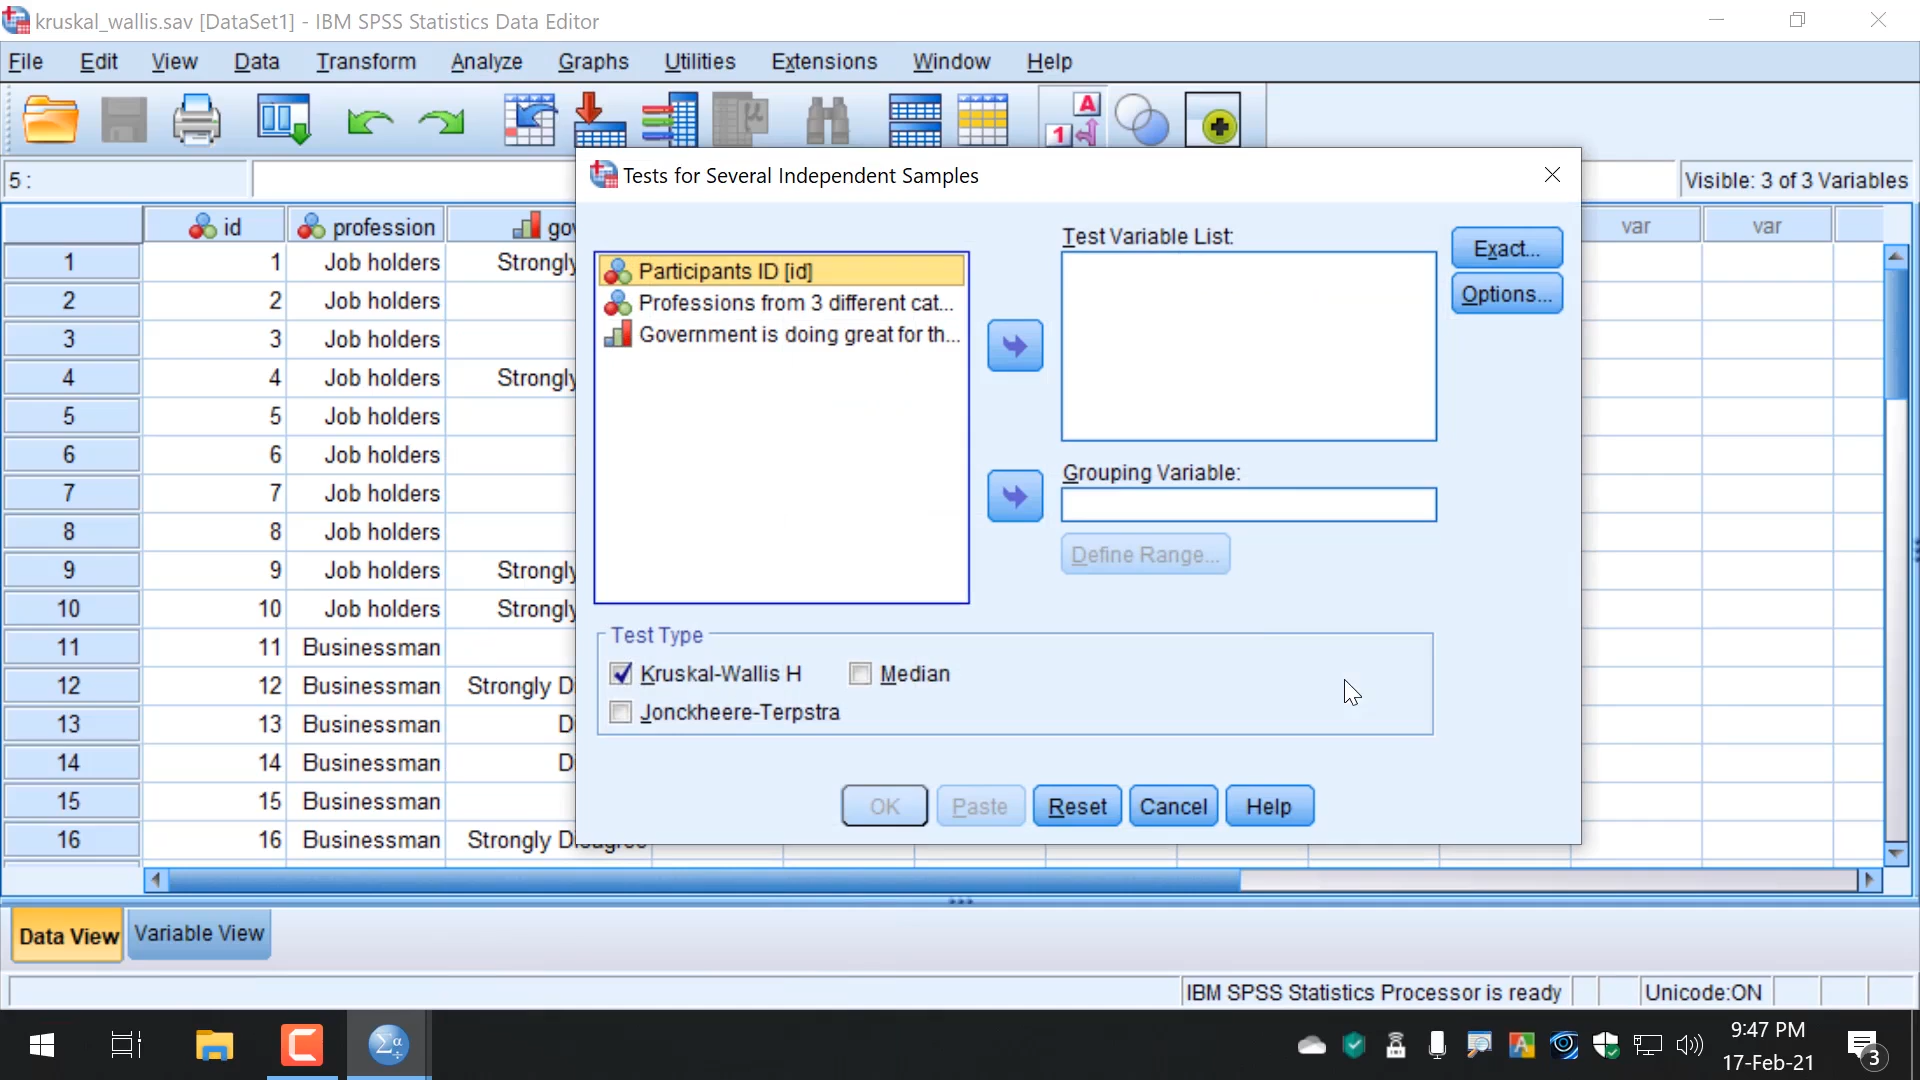 kruskal_wallis.sav [DataSet1] - IBM SPSS Statistics Data Editor
File Edit View Data Transform Analyze Graphs Utilities Extensions Window Help
A
1
5 :
Visible: 3 of 3 Variables
Tests for Several Independent Samples
id profession gov var var
1 1 Job holders Strongly
2 2 Job holders
3 3 Job holders
4 4 Job holders Strongly
5 5 Job holders
6 6 Job holders
7 7 Job holders
8 8 Job holders
9 9 Job holders Strongly
10 10 Job holders Strongly
11 11 Businessman
12 12 Businessman Strongly Di
13 13 Businessman D
14 14 Businessman D
15 15 Businessman
16 16 Businessman Strongly Disagree
Participants ID [id]
Professions from 3 different cat...
Government is doing great for th...
Test Variable List:
Exact...
Options...
Grouping Variable:
Define Range...
Test Type
Kruskal-Wallis H Median
Jonckheere-Terpstra
OK Paste Reset Cancel Help
Data View Variable View
IBM SPSS Statistics Processor is ready Unicode:ON
9:47 PM
17-Feb-21
3